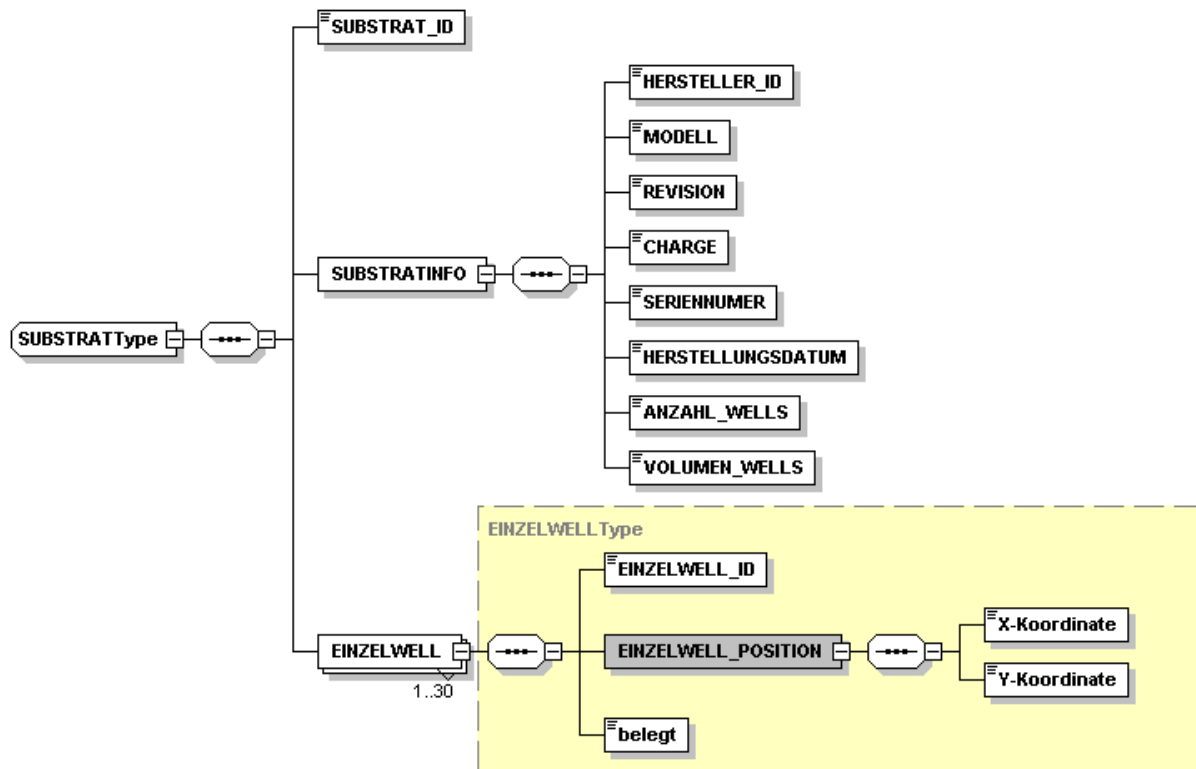 SUBSTRAT_ID
HERSTELLER_ID
MODELL
REVISION
CHARGE
SUBSTRATINFO
SERIENNUMER
SUBSTRATType
HERSTELLUNGSDATUM
ANZAHL_WELLS
VOLUMEN_WELLS
EINZELWELLType
EINZELWELL_ID
X-Koordinate
EINZELWELL
EINZELWELL_POSITION
1..30
Y-Koordinate
belegt